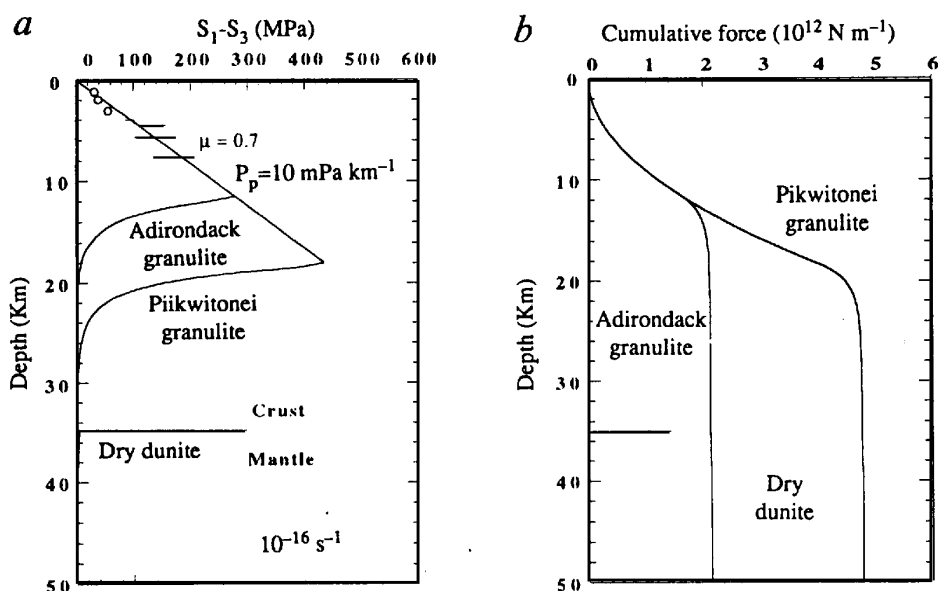 a
S1-S3 (MPa)
0 100 200 300 400 500 600
0
10
20
30
40
50
Depth (Km)
μ = 0.7
Pp=10 mPa km⁻¹
Adirondack
granulite
Piikwitonei
granulite
Crust
Dry dunite
Mantle
10⁻¹⁶ s⁻¹
b
Cumulative force (10¹² N m⁻¹)
0 1 2 3 4 5 6
0
10
20
30
40
50
Depth (Km)
Pikwitonei
granulite
Adirondack
granulite
Dry
dunite